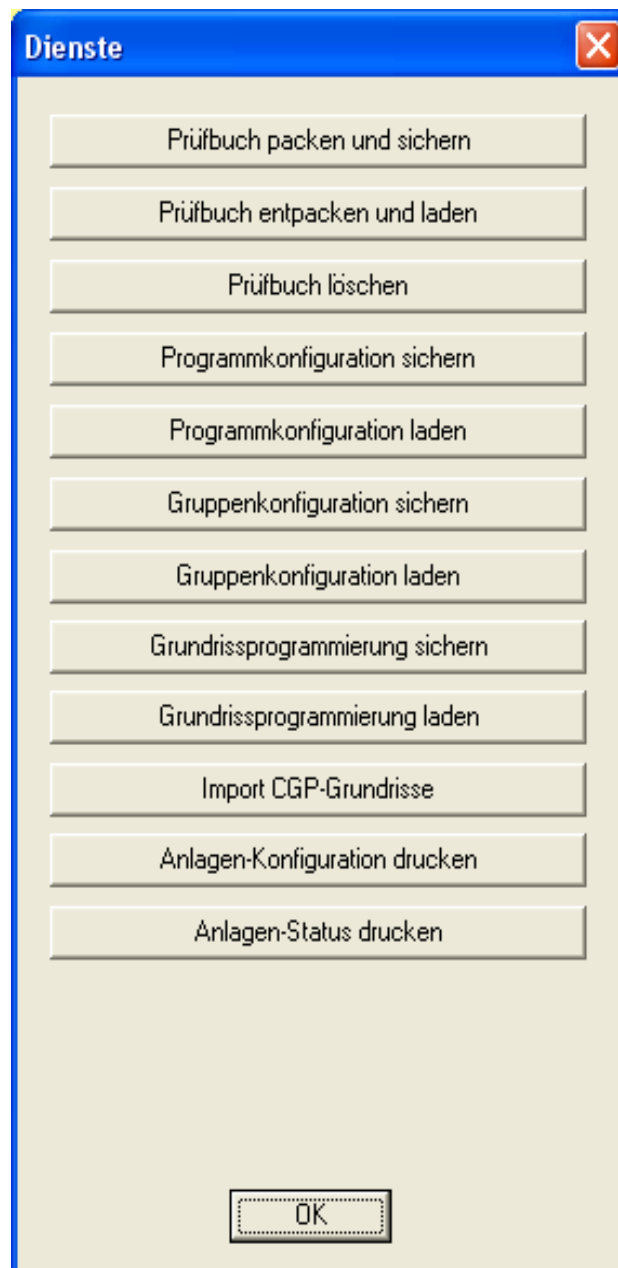 Dienste
Prüfbuch packen und sichern
Prüfbuch entpacken und laden
Prüfbuch löschen
Programmkonfiguration sichern
Programmkonfiguration laden
Gruppenkonfiguration sichern
Gruppenkonfiguration laden
Grundrissprogrammierung sichern
Grundrissprogrammierung laden
Import CGP-Grundrisse
Anlagen-Konfiguration drucken
Anlagen-Status drucken
OK